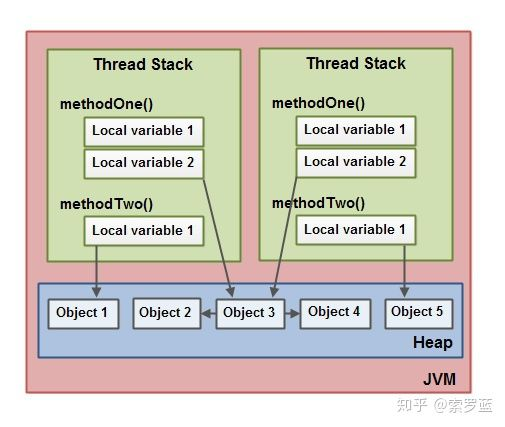 Thread Stack
methodOne()
Local variable 1
Local variable 2
methodTwo()
Local variable 1
Thread Stack
methodOne()
Local variable 1
Local variable 2
methodTwo()
Local variable 1
Object 1
Object 2
Object 3
Object 4
Object 5
Heap
JVM
知乎 @索罗蓝